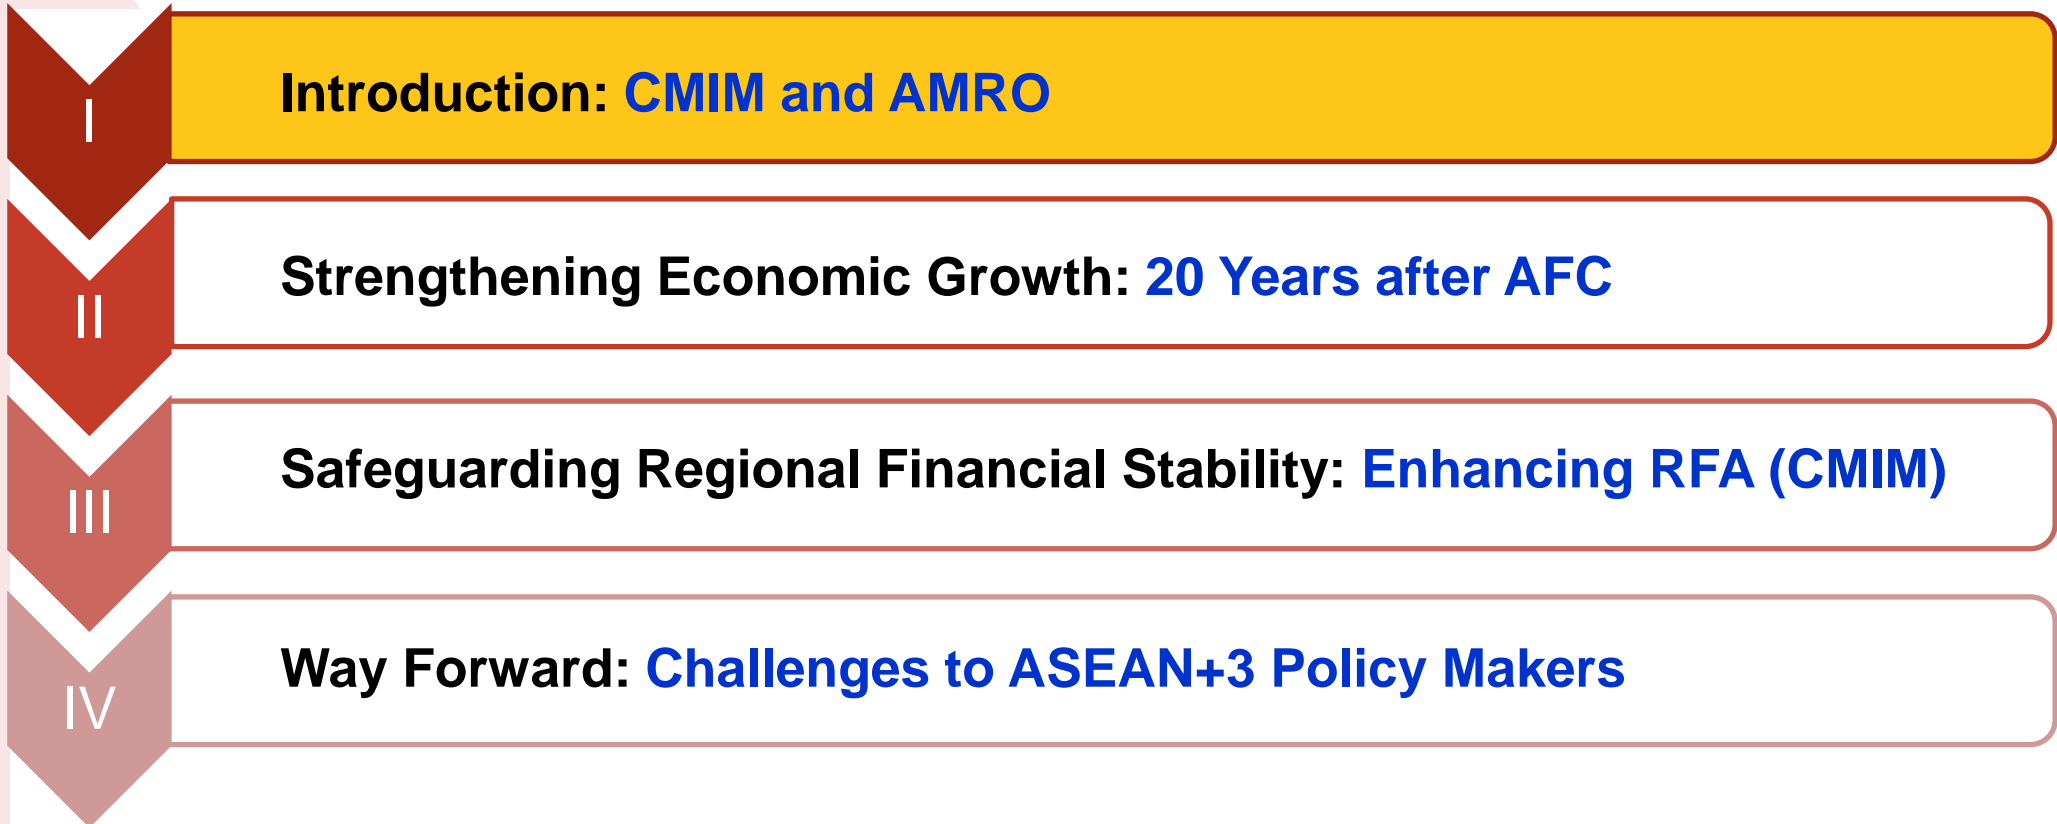 I
Introduction: CMIM and AMRO
II
Strengthening Economic Growth: 20 Years after AFC
III
Safeguarding Regional Financial Stability: Enhancing RFA (CMIM)
IV
Way Forward: Challenges to ASEAN+3 Policy Makers